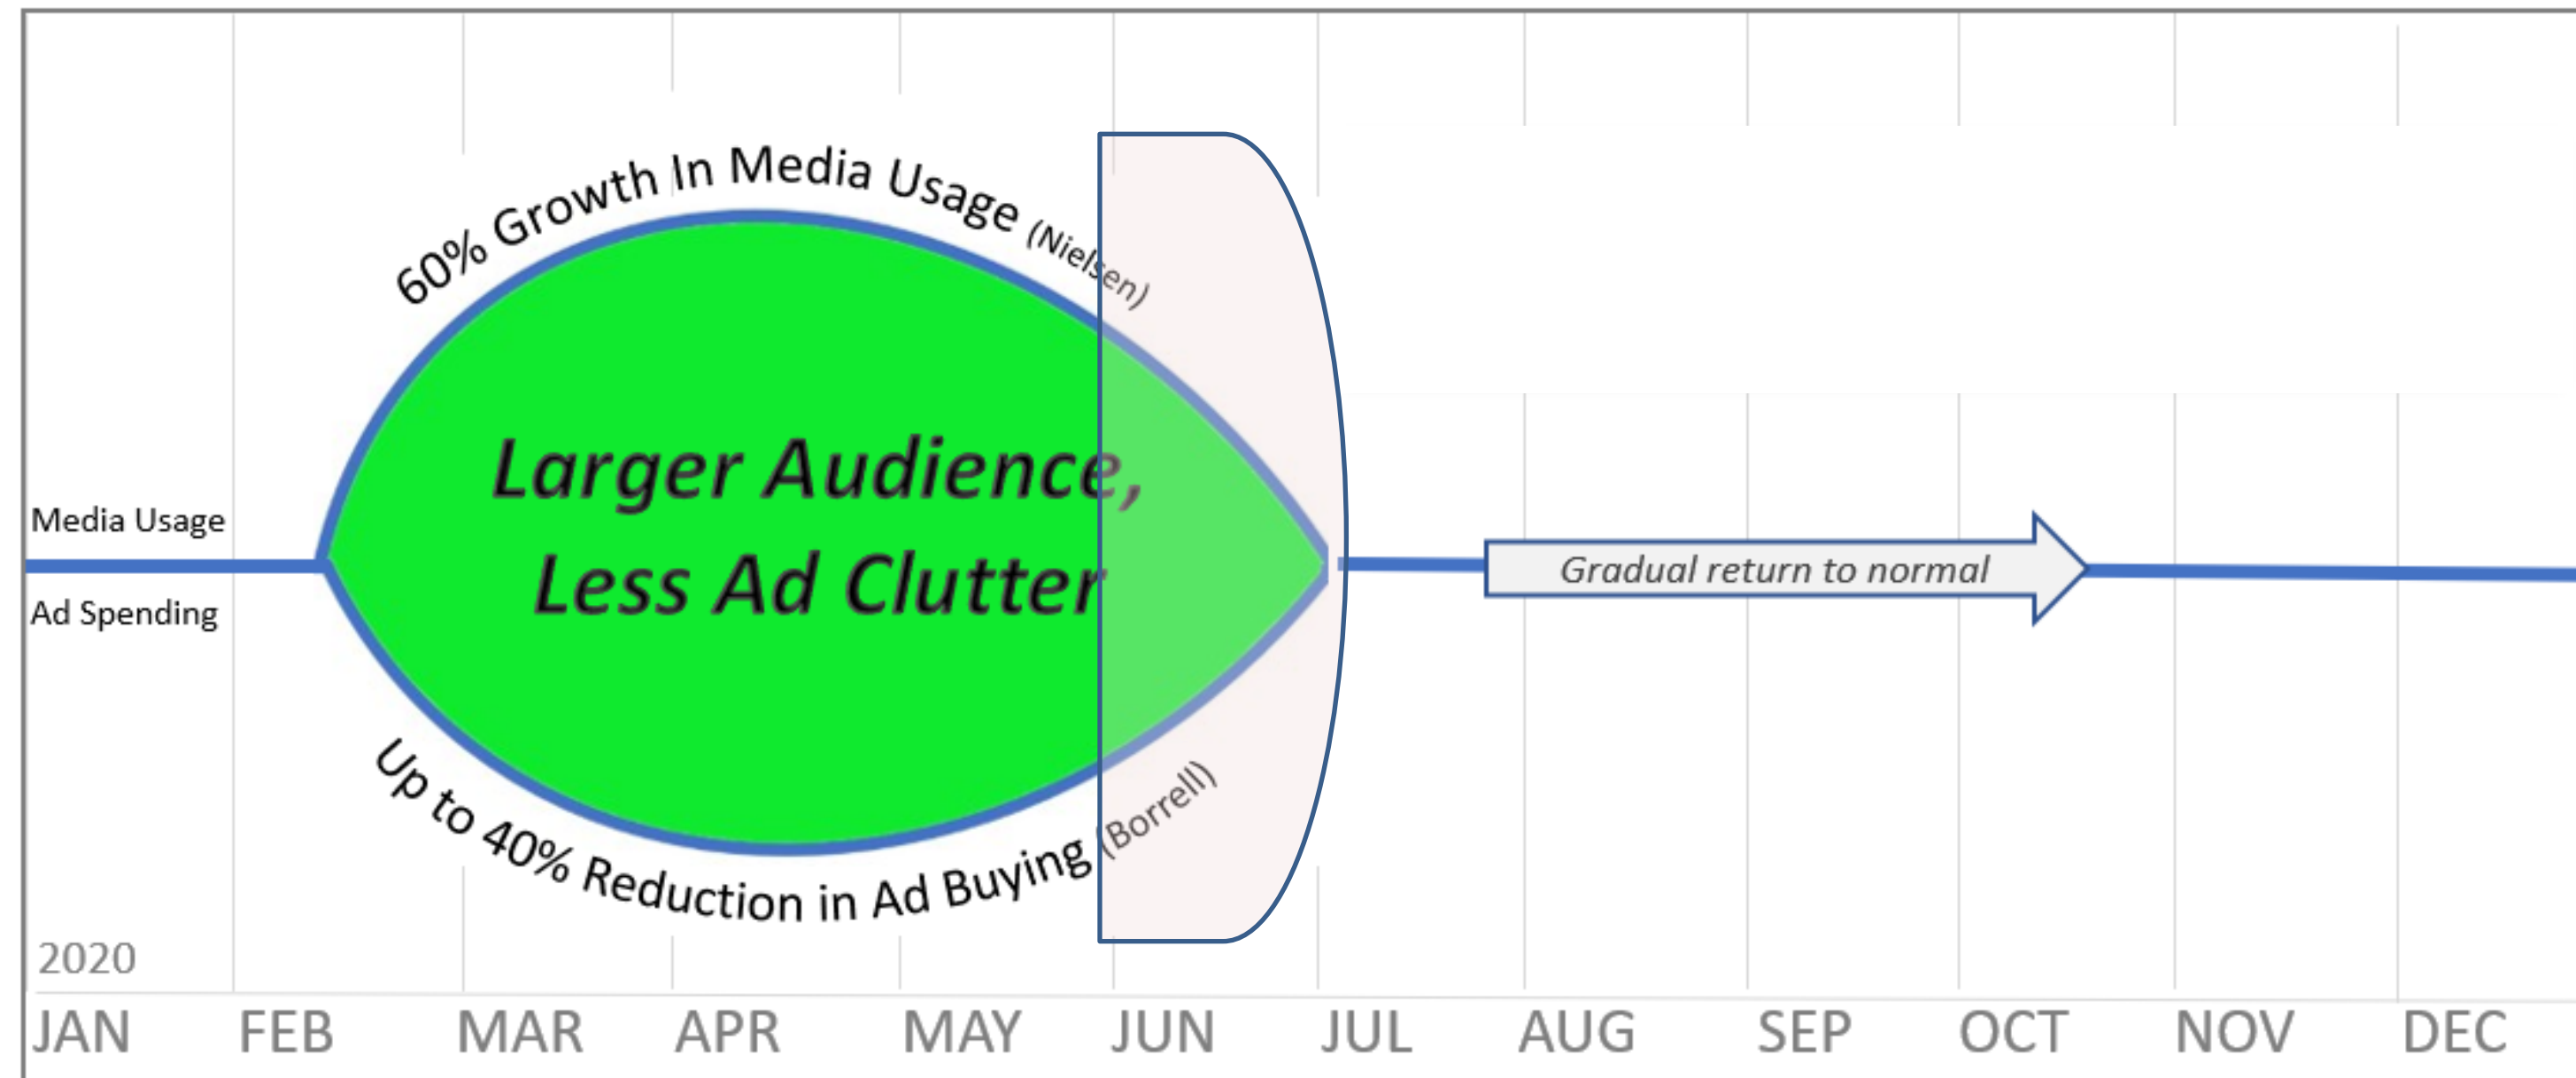 60% Growth In Media Usage (Nielsen)
Larger Audience,
Less Ad Clutter
Media Usage
Ad Spending
Gradual return to normal
Up to 40% Reduction in Ad Buying (Borrell)
2020
JAN FEB MAR APR MAY JUN JUL AUG SEP OCT NOV DEC